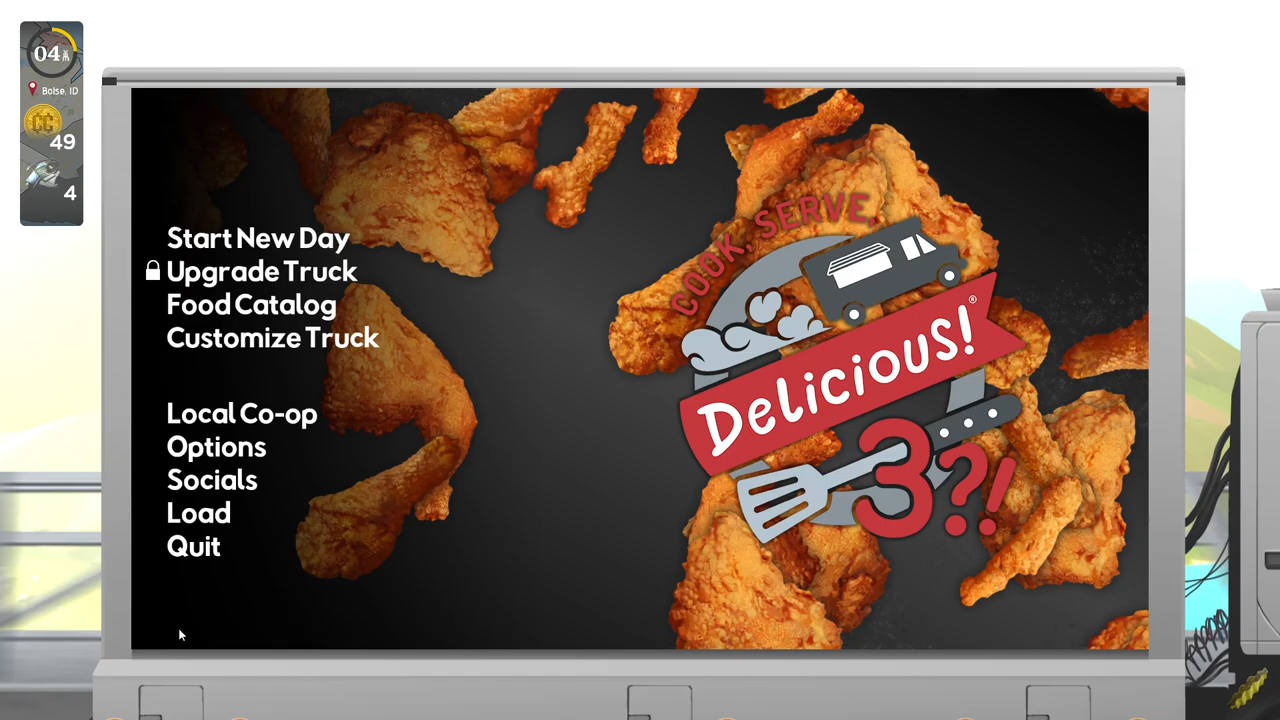 04
Boise, ID
CC
49
4
Start New Day
Upgrade Truck
Food Catalog
Customize Truck
Local Co-op
Options
Socials
Load
Quit
COOK, SERVE,
Delicious!®
3?!